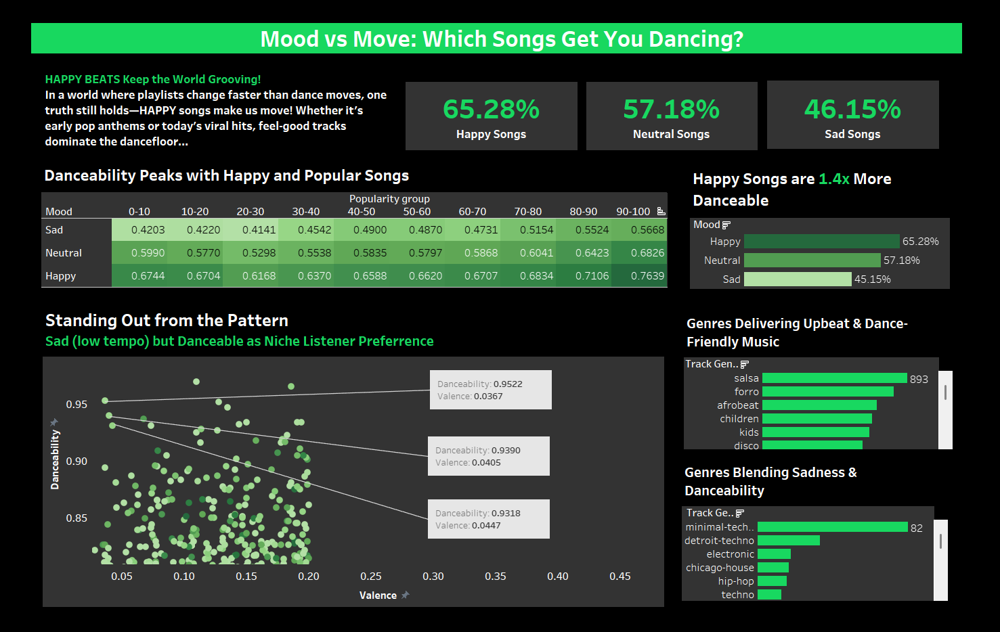 Mood vs Move: Which Songs Get You Dancing?
HAPPY BEATS Keep the World Grooving!
In a world where playlists change faster than dance moves, one
truth still holds—HAPPY songs make us move! Whether it's
early pop anthems or today's viral hits, feel-good tracks
dominate the dancefloor...
65.28%
Happy Songs
57.18%
Neutral Songs
46.15%
Sad Songs
Danceability Peaks with Happy and Popular Songs
Popularity group
Mood 0-10 10-20 20-30 30-40 40-50 50-60 60-70 70-80 80-90 90-100
Sad 0.4203 0.4220 0.4141 0.4542 0.4900 0.4870 0.4731 0.5154 0.5524 0.5668
Neutral 0.5990 0.5770 0.5298 0.5538 0.5835 0.5797 0.5868 0.6041 0.6423 0.6826
Happy 0.6744 0.6704 0.6168 0.6370 0.6588 0.6620 0.6707 0.6834 0.7106 0.7639
Happy Songs are 1.4x More
Danceable
Mood
Happy 65.28%
Neutral 57.18%
Sad 45.15%
Standing Out from the Pattern
Sad (low tempo) but Danceable as Niche Listener Preferrence
Danceability
0.95
0.90
0.85
Danceability: 0.9522
Valence: 0.0367
Danceability: 0.9390
Valence: 0.0405
Danceability: 0.9318
Valence: 0.0447
0.05 0.10 0.15 0.20 0.25 0.30 0.35 0.40 0.45
Valence
Genres Delivering Upbeat & Dance-
Friendly Music
Track Gen..
salsa 893
forro
afrobeat
children
kids
disco
Genres Blending Sadness &
Danceability
Track Ge..
minimal-tech.. 82
detroit-techno
electronic
chicago-house
hip-hop
techno